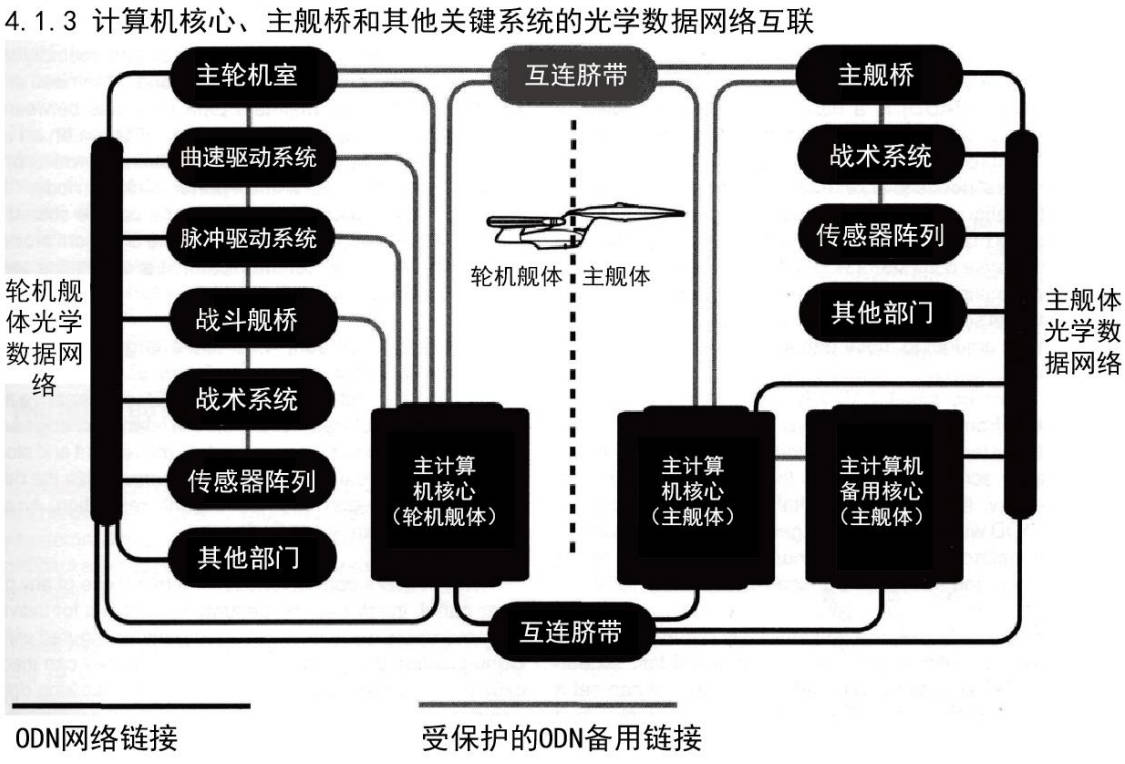 4.1.3 计算机核心、主舰桥和其他关键系统的光学数据网络互联
主轮机室
互连脐带
主舰桥
曲速驱动系统
战术系统
脉冲驱动系统
传感器阵列
轮机舰体
主舰体
轮机舰
体光学
数据网
络
战斗舰桥
其他部门
主舰体
光学数
据网络
战术系统
传感器阵列
其他部门
主计算
机核心
(轮机舰体)
主计算
机核心
(主舰体)
主计算机
备用核心
(主舰体)
互连脐带
ODN网络链接
受保护的ODN备用链接